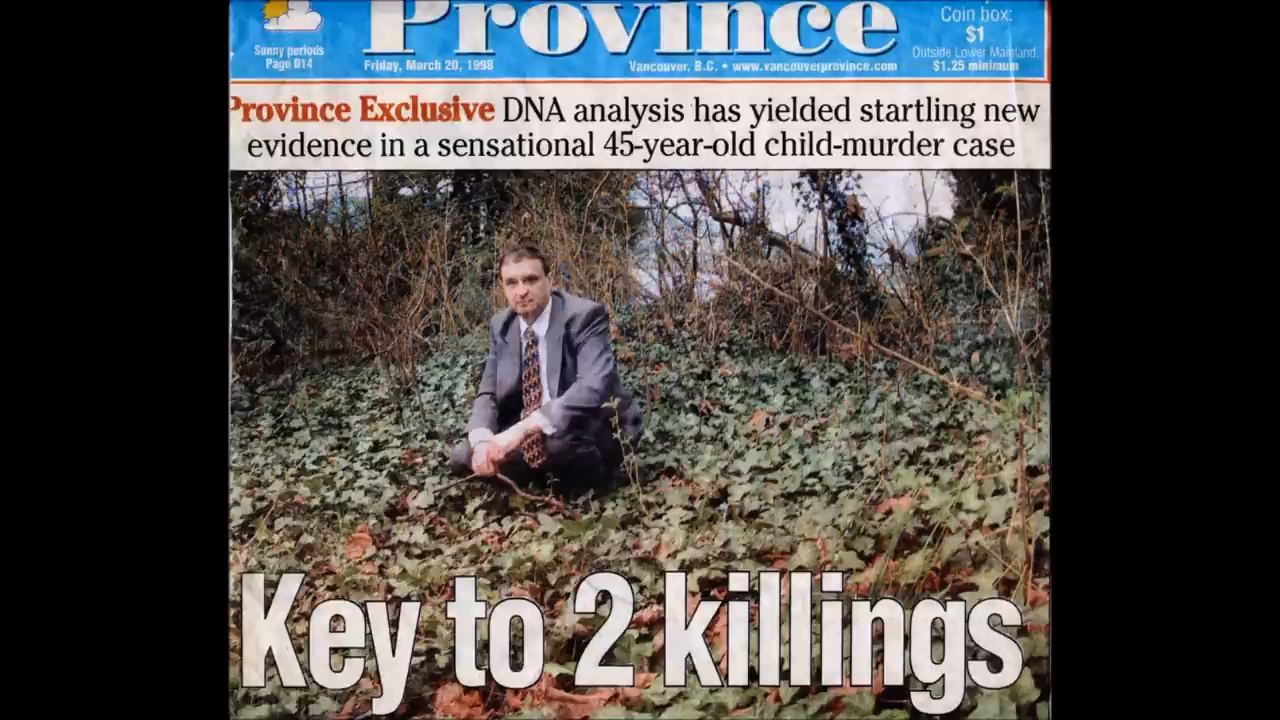 Province
Coin box:
$1
Outside Lower Mainland,
$1.25 minimum
Sunny periods
Page D14
Friday, March 20, 1998
Vancouver, B.C. • www.vancouverprovince.com
Province Exclusive DNA analysis has yielded startling new
evidence in a sensational 45-year-old child-murder case
Key to 2 killings